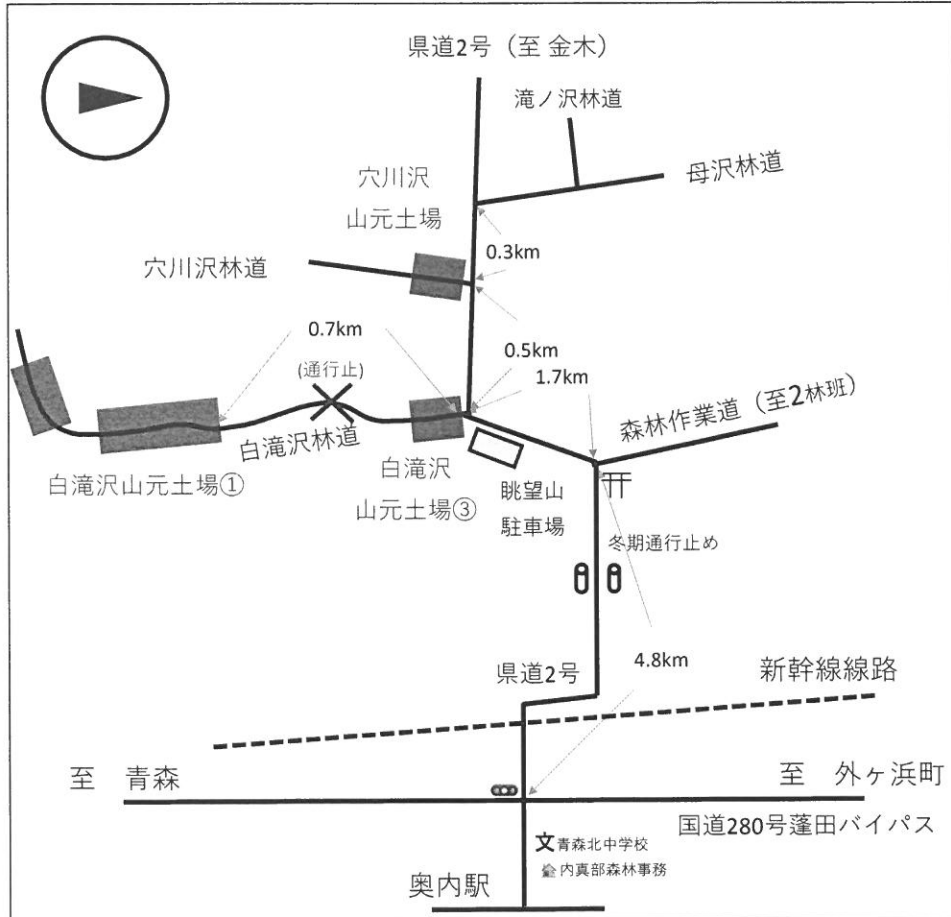 県道2号（至 金木）
滝ノ沢林道
母沢林道
穴川沢
山元土場
0.3km
穴川沢林道
0.7km
(通行止)
0.5km
1.7km
森林作業道（至2林班）
白滝沢林道
白滝沢山元土場①
白滝沢
山元土場③
眺望山
駐車場
冬期通行止め
県道2号
4.8km
新幹線線路
至　青森
至　外ヶ浜町
国道280号蓬田バイパス
文青森北中学校
内真部森林事務
奥内駅